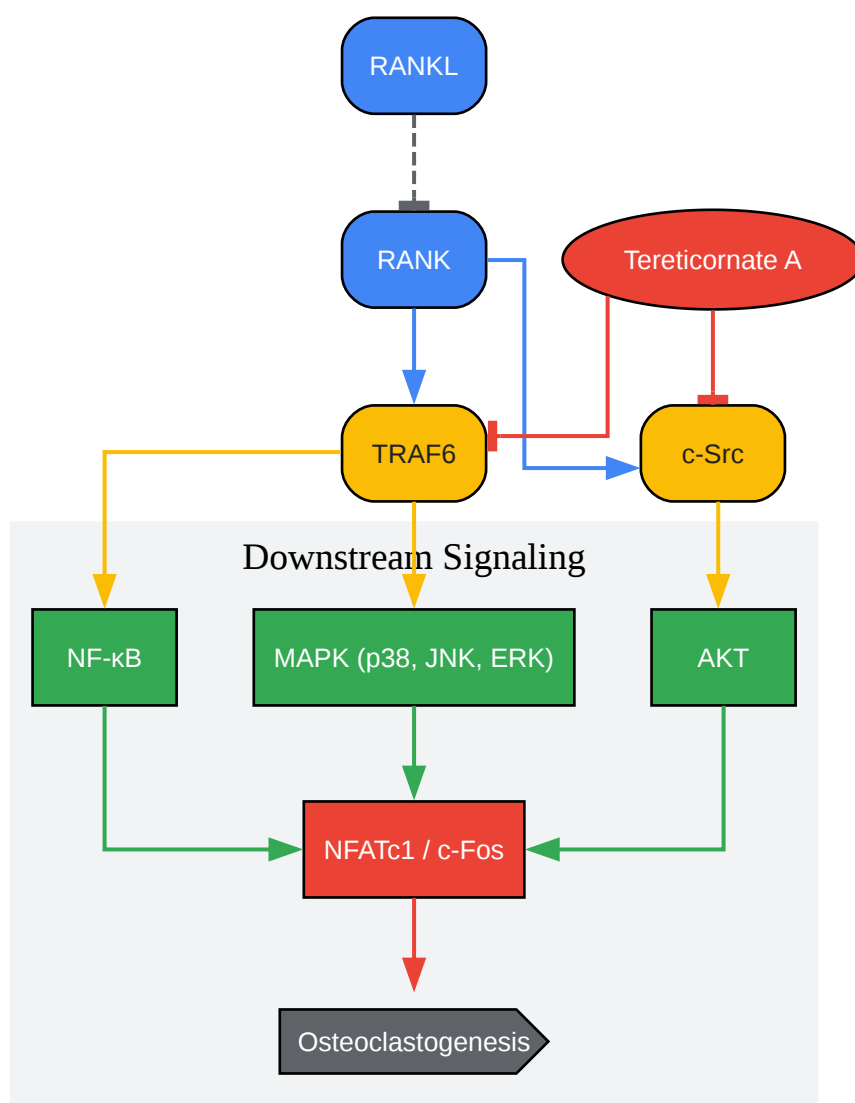 RANKL
RANK
Tereticornate A
TRAF6
c-Src
Downstream Signaling
NF-κB
MAPK (p38, JNK, ERK)
AKT
NFATc1 / c-Fos
Osteoclastogenesis